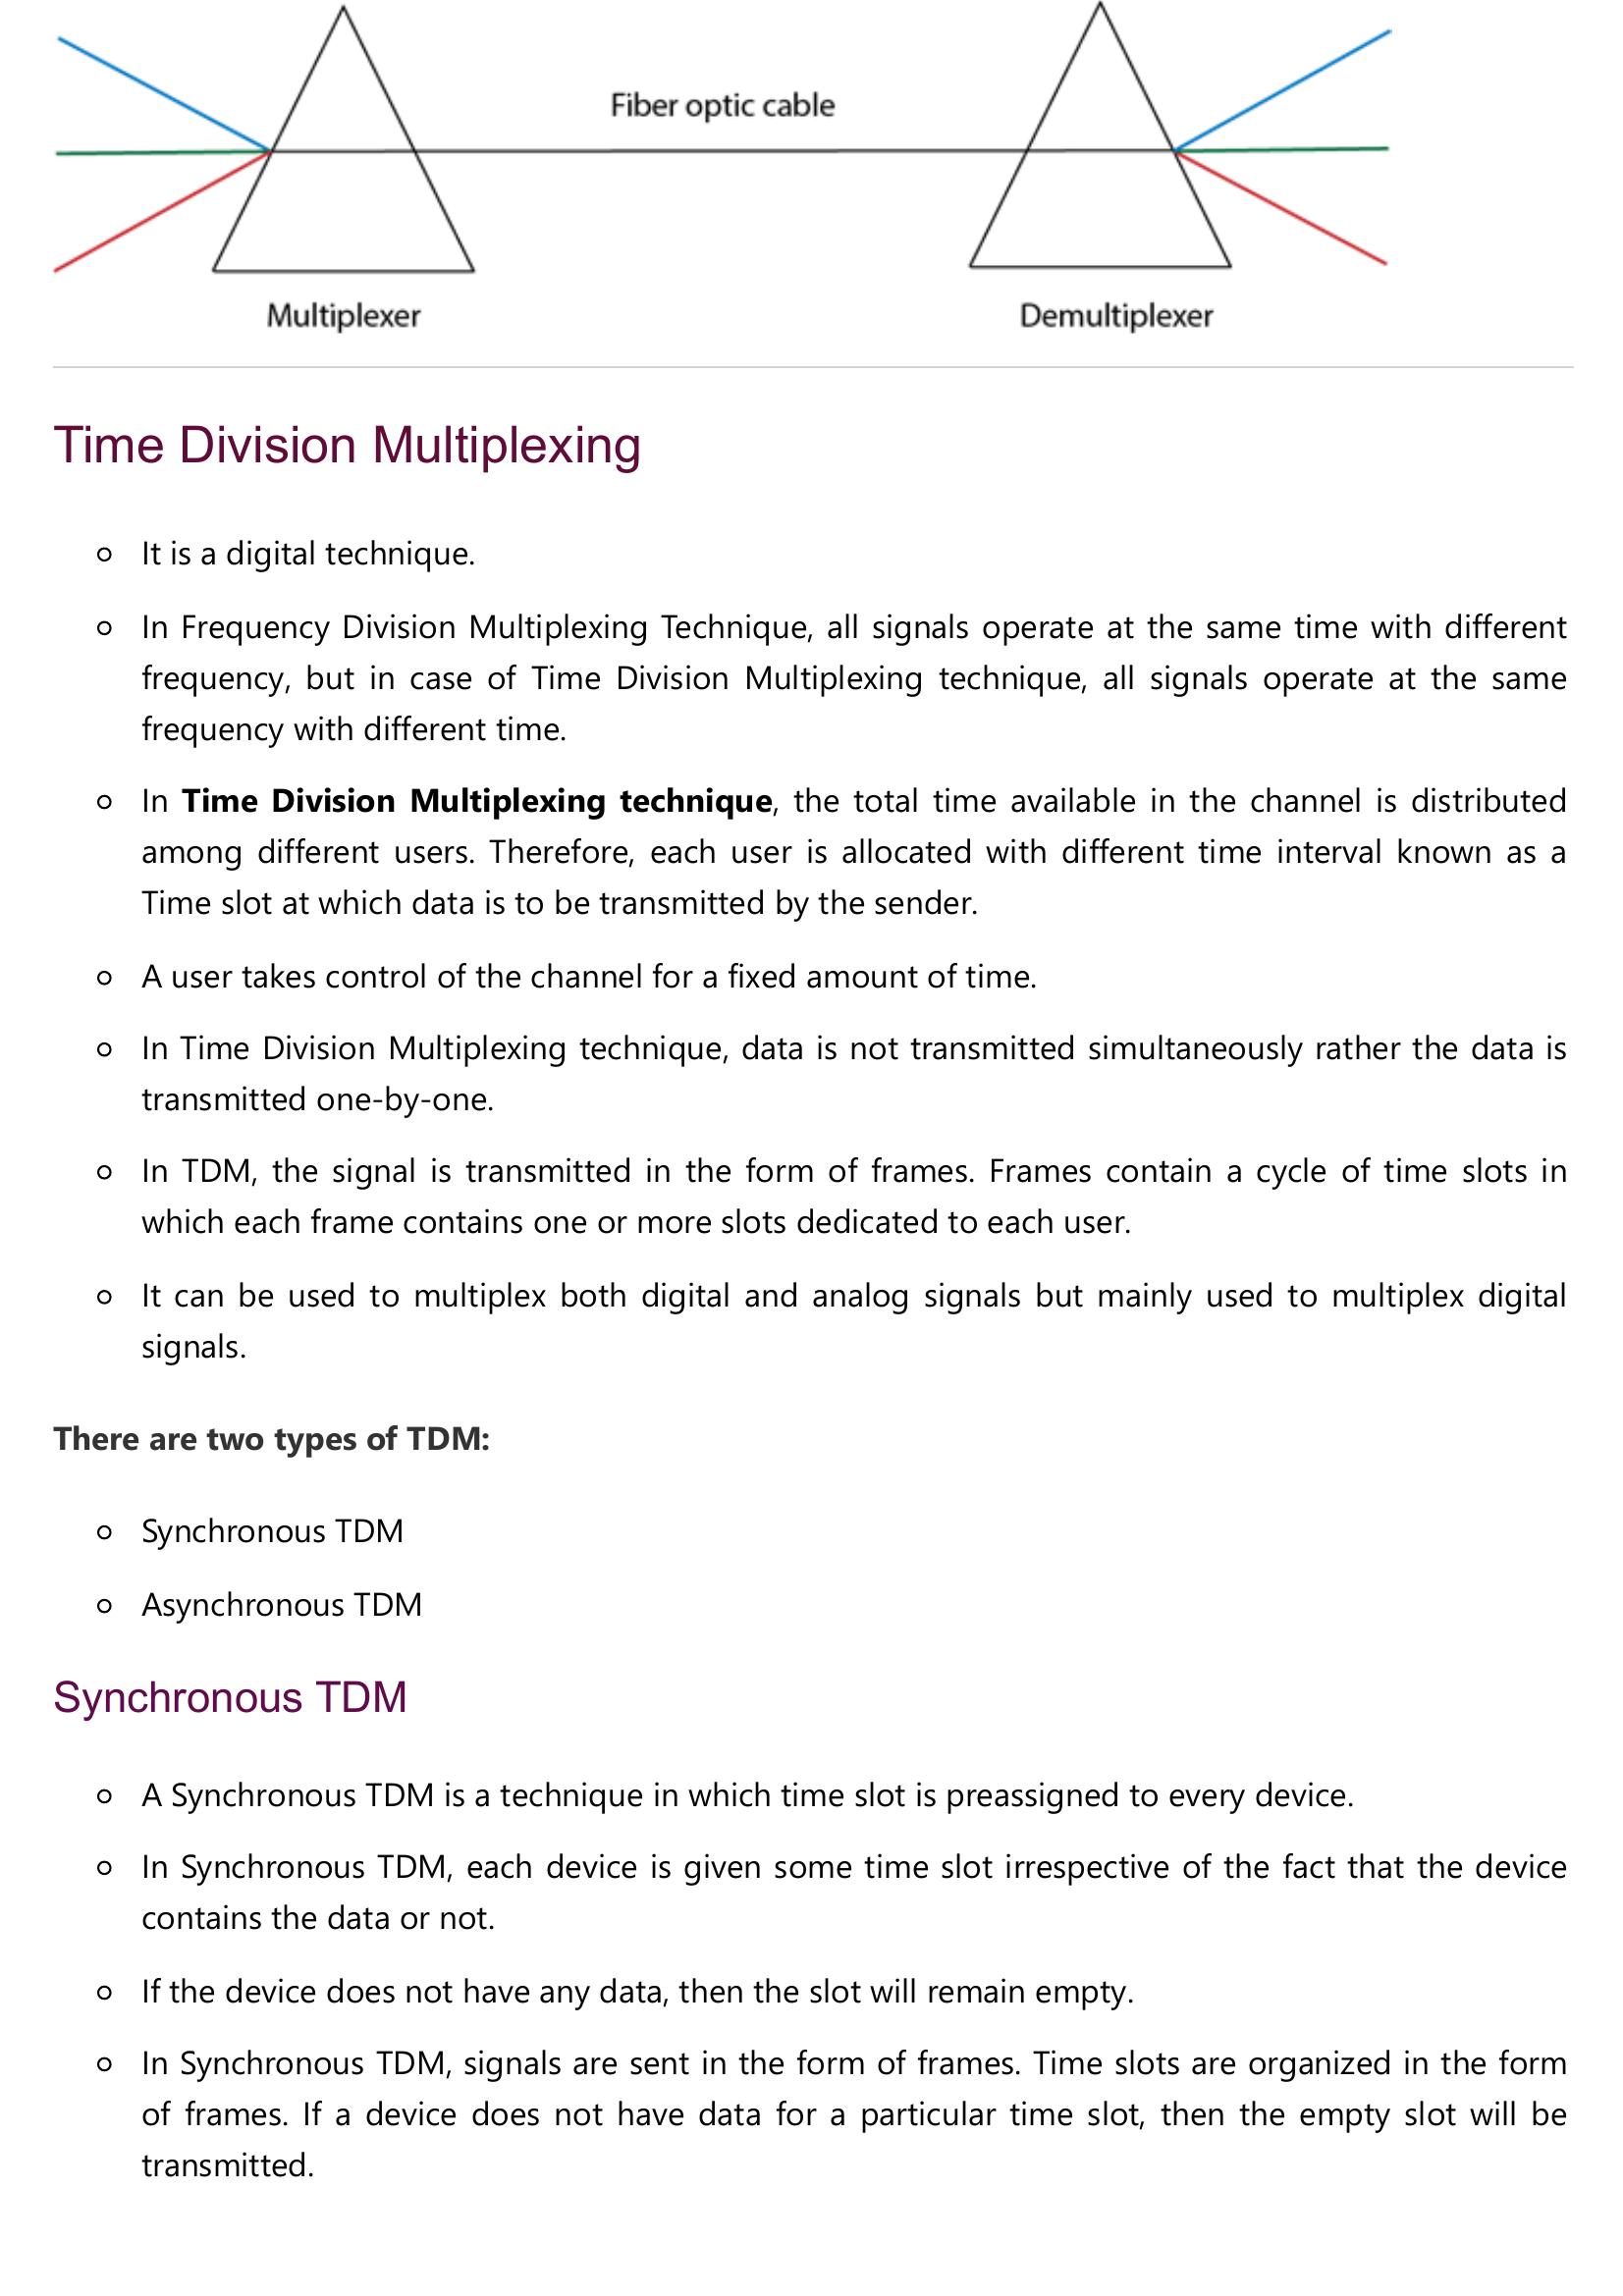 Fiber optic cable
Multiplexer
Demultiplexer
Time Division Multiplexing
It is a digital technique.
In Frequency Division Multiplexing Technique, all signals operate at the same time with different
frequency, but in case of Time Division Multiplexing technique, all signals operate at the same
frequency with different time.
In Time Division Multiplexing technique, the total time available in the channel is distributed
among different users. Therefore, each user is allocated with different time interval known as a
Time slot at which data is to be transmitted by the sender.
A user takes control of the channel for a fixed amount of time.
In Time Division Multiplexing technique, data is not transmitted simultaneously rather the data is
transmitted one-by-one.
In TDM, the signal is transmitted in the form of frames. Frames contain a cycle of time slots in
which each frame contains one or more slots dedicated to each user.
It can be used to multiplex both digital and analog signals but mainly used to multiplex digital
signals.
There are two types of TDM:
Synchronous TDM
Asynchronous TDM
Synchronous TDM
A Synchronous TDM is a technique in which time slot is preassigned to every device.
In Synchronous TDM, each device is given some time slot irrespective of the fact that the device
contains the data or not.
If the device does not have any data, then the slot will remain empty.
In Synchronous TDM, signals are sent in the form of frames. Time slots are organized in the form
of frames. If a device does not have data for a particular time slot, then the empty slot will be
transmitted.